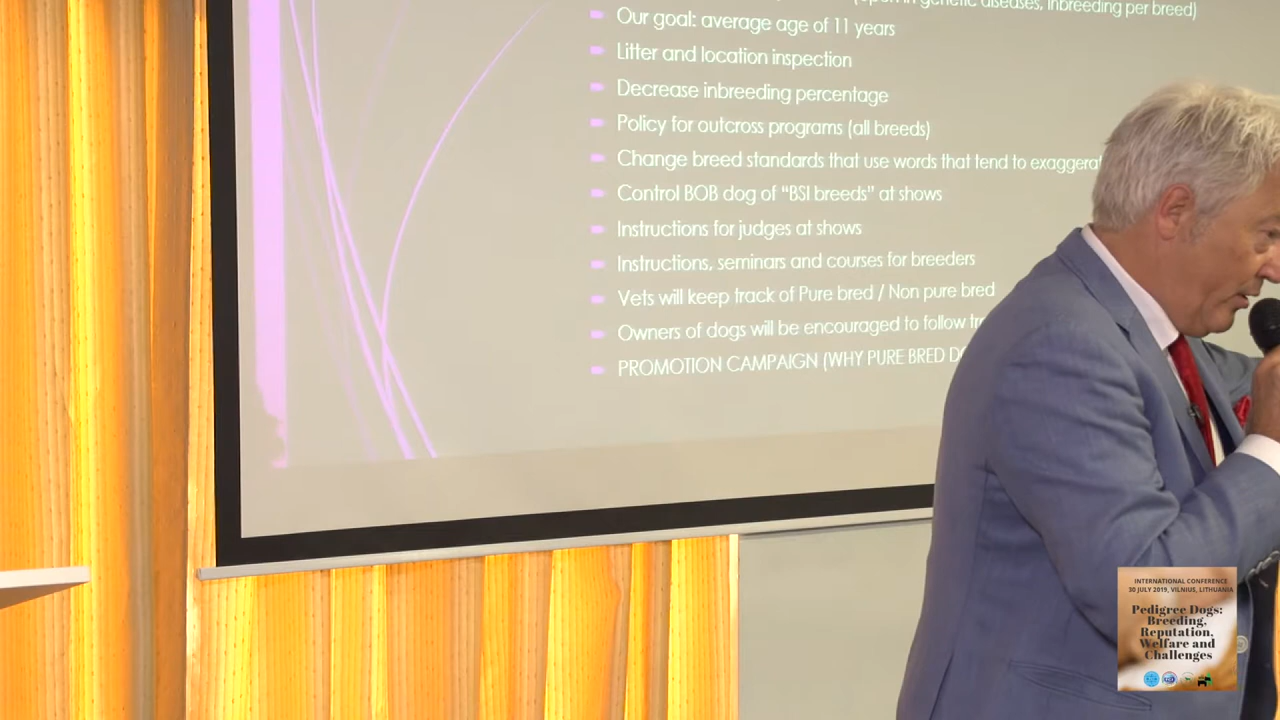 in genetic diseases, inbreeding per breed)
Our goal: average age of 11 years
Litter and location inspection
Decrease inbreeding percentage
Policy for outcross programs (all breeds)
Change breed standards that use words that tend to
Control BOB dog of "BSI breeds" at shows
Instructions for judges at shows
Instructions, seminars and courses for breeders
Vets will keep track of Pure bred / Non pure bred
Owners of dogs will be encouraged to follow
PROMOTION CAMPAIGN (WHY PURE BRED
INTERNATIONAL CONFERENCE
30 JULY 2019, VILNIUS, LITHUANIA
Pedigree Dogs:
Breeding,
Reputation,
Welfare and
Challenges